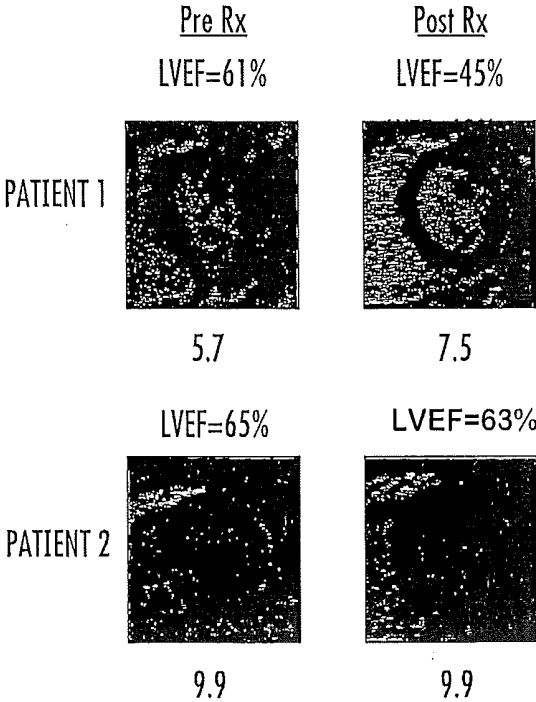 Pre Rx Post Rx
LVEF=61% LVEF=45%
PATIENT 1
5.7 7.5
LVEF=65% LVEF=63%
PATIENT 2
9.9 9.9